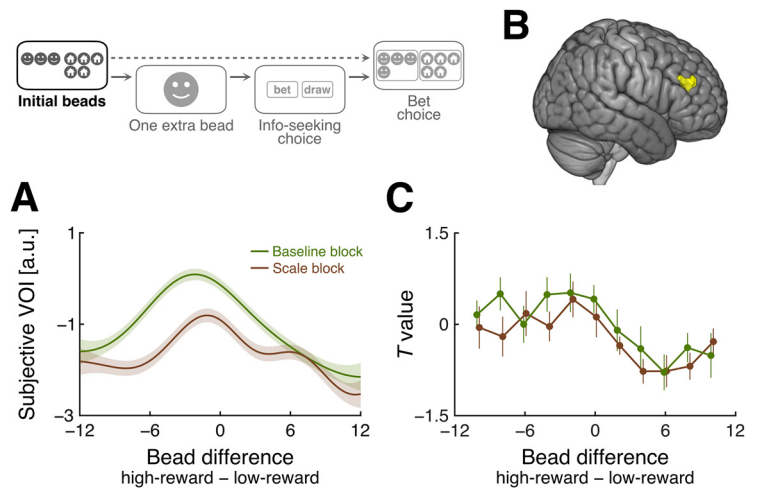 B
bet draw
Initial beads
One extra bead
Info-seeking
choice
Bet
choice
A
Subjective VOI [a.u.]
1
−1
−3
Baseline block
Scale block
−12 −6 0 6 12
Bead difference
high-reward − low-reward
C
T value
1.5
0
−1.5
−12 −6 0 6 12
Bead difference
high-reward − low-reward